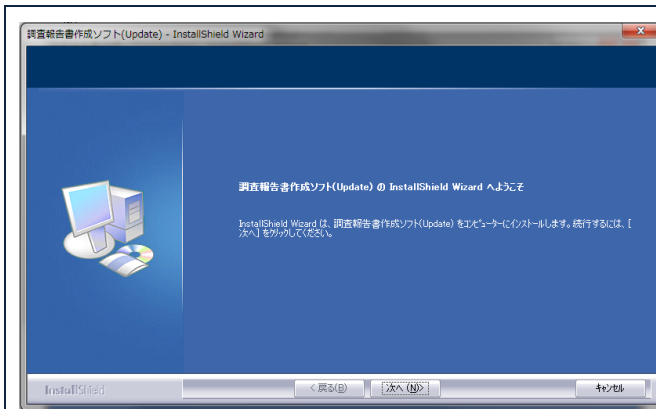 調査報告書作成ソフト(Update) - InstallShield Wizard
調査報告書作成ソフト(Update) の InstallShield Wizard へようこそ
InstallShield Wizard は、調査報告書作成ソフト(Update) をコンピューターにインストールします。続行するには、[
次へ] をクリックしてください。
InstallShield
< 戻る(B)
次へ (N)>
キャンセル